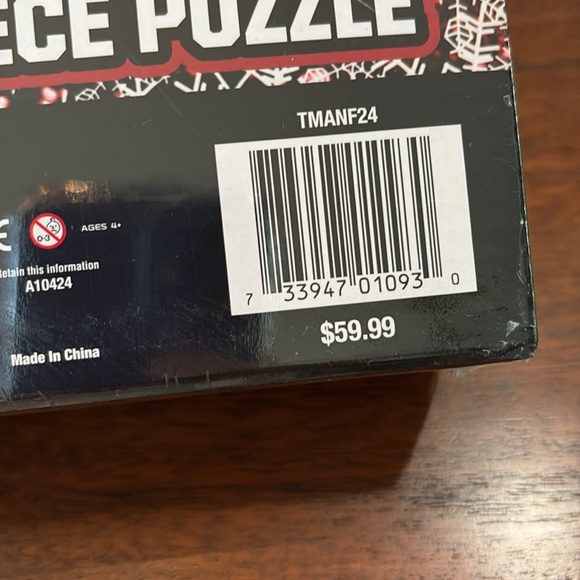 ECE PUZZLE
TMANF24
7 33947 01093 0
$59.99
CE
0-3
AGES 4+
Retain this information
A10424
Made In China